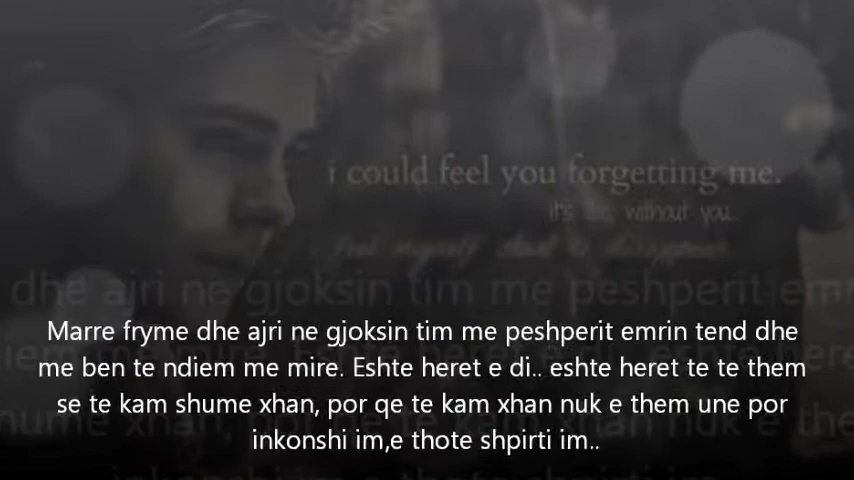 i could feel you forgetting me.
it's without you
dhe ajri ne gjoksin tim me peshperit em
Marre fryme dhe ajri ne gjoksin tim me peshperit emrin tend dhe
me ben te ndiem me mire. Eshte heret e di.. eshte heret te te them
se te kam shume xhan, por qe te kam xhan nuk e them une por
inkonshi im,e thote shpirti im..